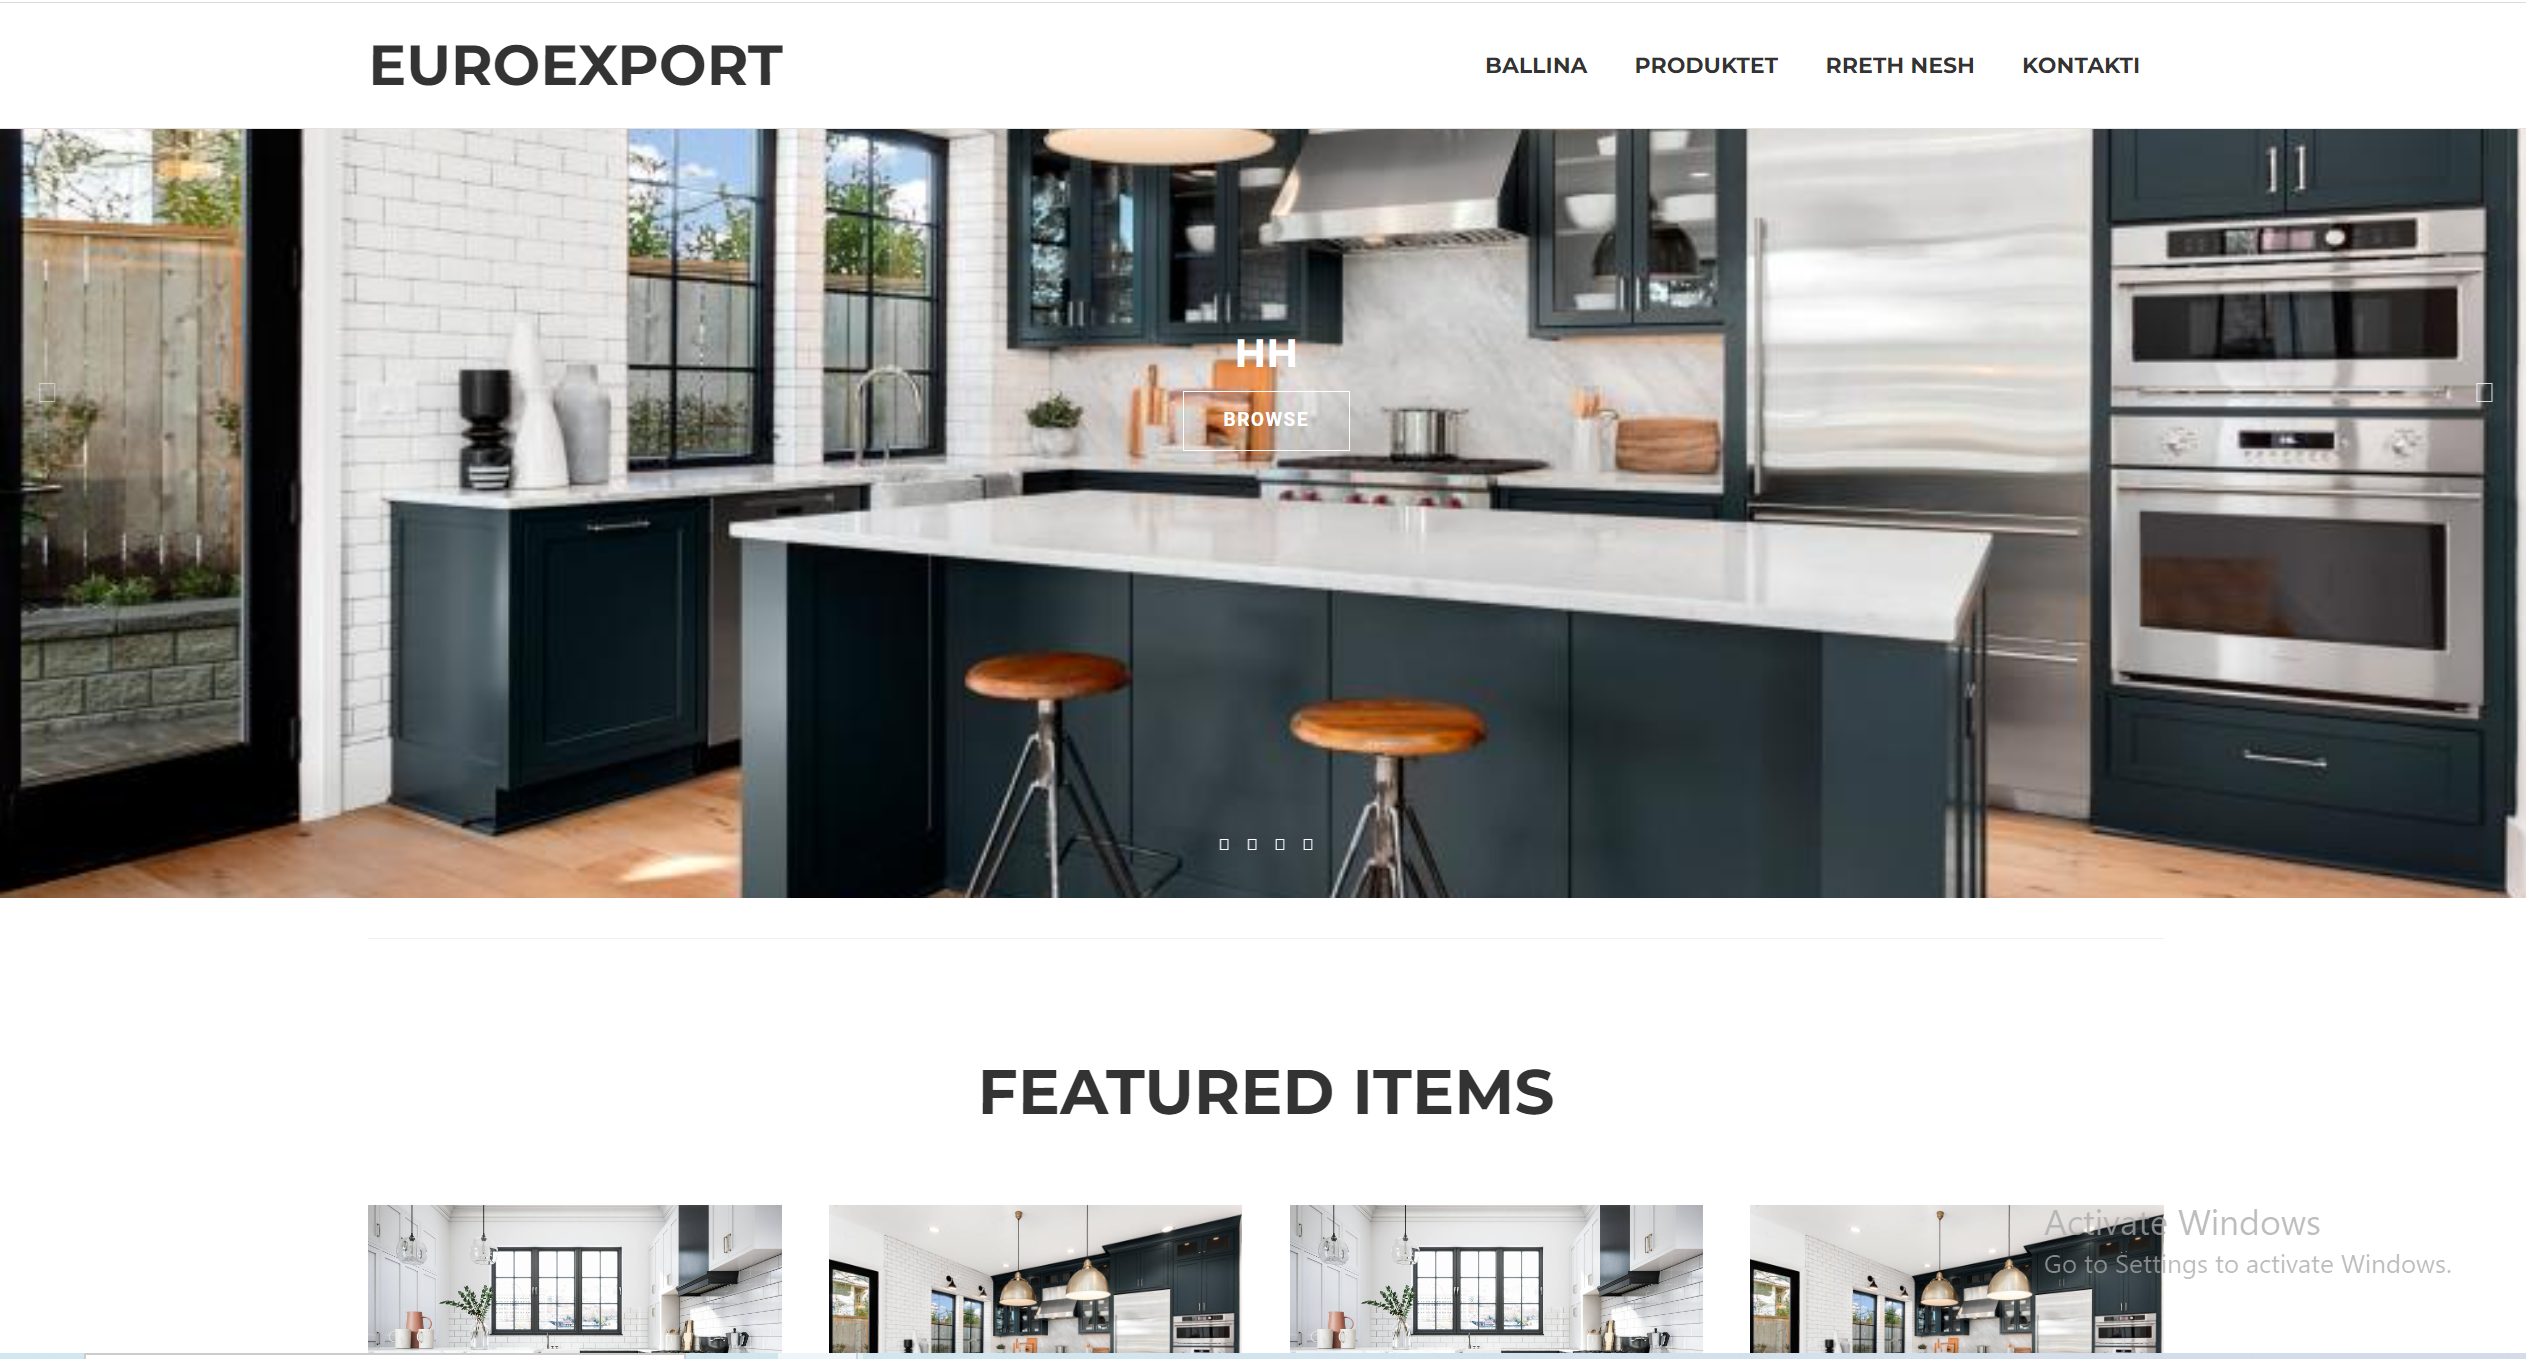 EUROEXPORT
BALLINA PRODUKTET RRETH NESH KONTAKTI
HH
BROWSE
FEATURED ITEMS
Activate Windows
Go to Settings to activate Windows.